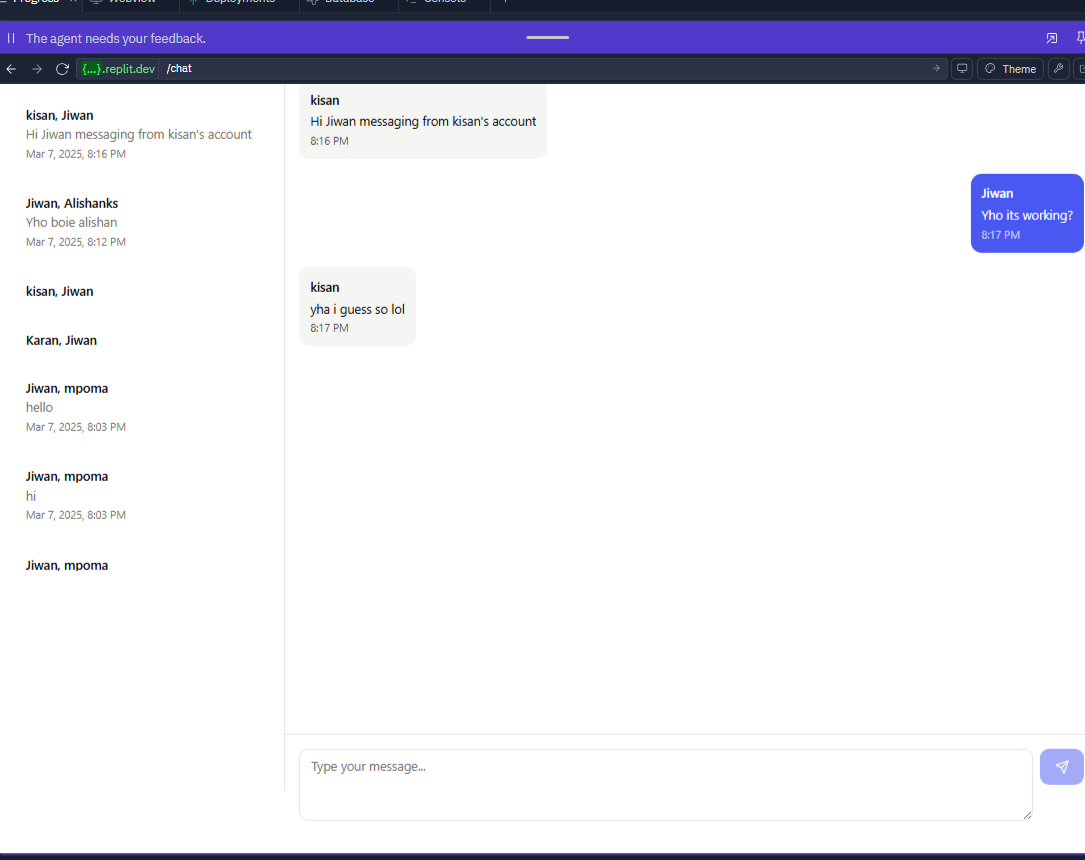 Progress
Webview
Deployments
Database
Console
The agent needs your feedback.
{...}.replit.dev /chat
Theme
kisan, Jiwan
Hi Jiwan messaging from kisan's account
Mar 7, 2025, 8:16 PM
Jiwan, Alishanks
Yho boie alishan
Mar 7, 2025, 8:12 PM
kisan, Jiwan
Karan, Jiwan
Jiwan, mpoma
hello
Mar 7, 2025, 8:03 PM
Jiwan, mpoma
hi
Mar 7, 2025, 8:03 PM
Jiwan, mpoma
kisan
Hi Jiwan messaging from kisan's account
8:16 PM
Jiwan
Yho its working?
8:17 PM
kisan
yha i guess so lol
8:17 PM
Type your message...